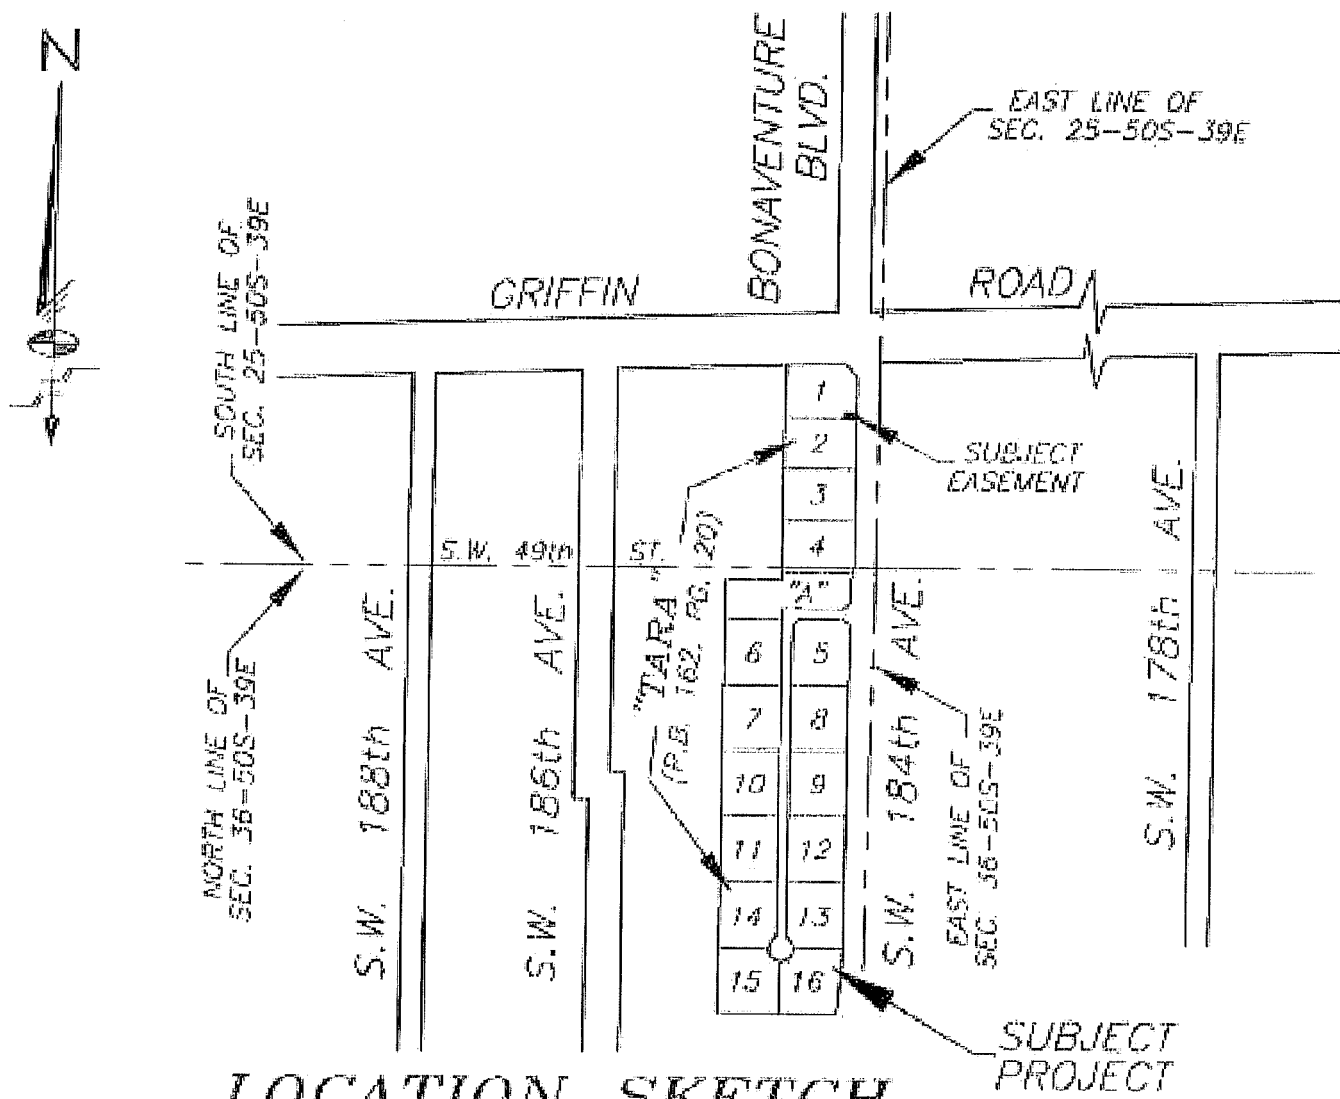 N
BONAVENTURE
BLVD.
EAST LINE OF
SEC. 25-50S-39E
SOUTH LINE OF
SEC. 25-50S-39E
GRIFFIN
ROAD
1
2
3
4
"A"
SUBJECT
EASEMENT
S.W. 49th ST.
"TARA"
(P.B. 162, PG. 20)
NORTH LINE OF
SEC. 36-50S-39E
S.W. 188th AVE.
S.W. 186th AVE.
6
5
7
8
10
9
11
12
14
13
15
16
S.W. 184th AVE.
EAST LINE OF
SEC. 36-50S-39E
S.W. 178th AVE.
SUBJECT
PROJECT
LOCATION SKETCH